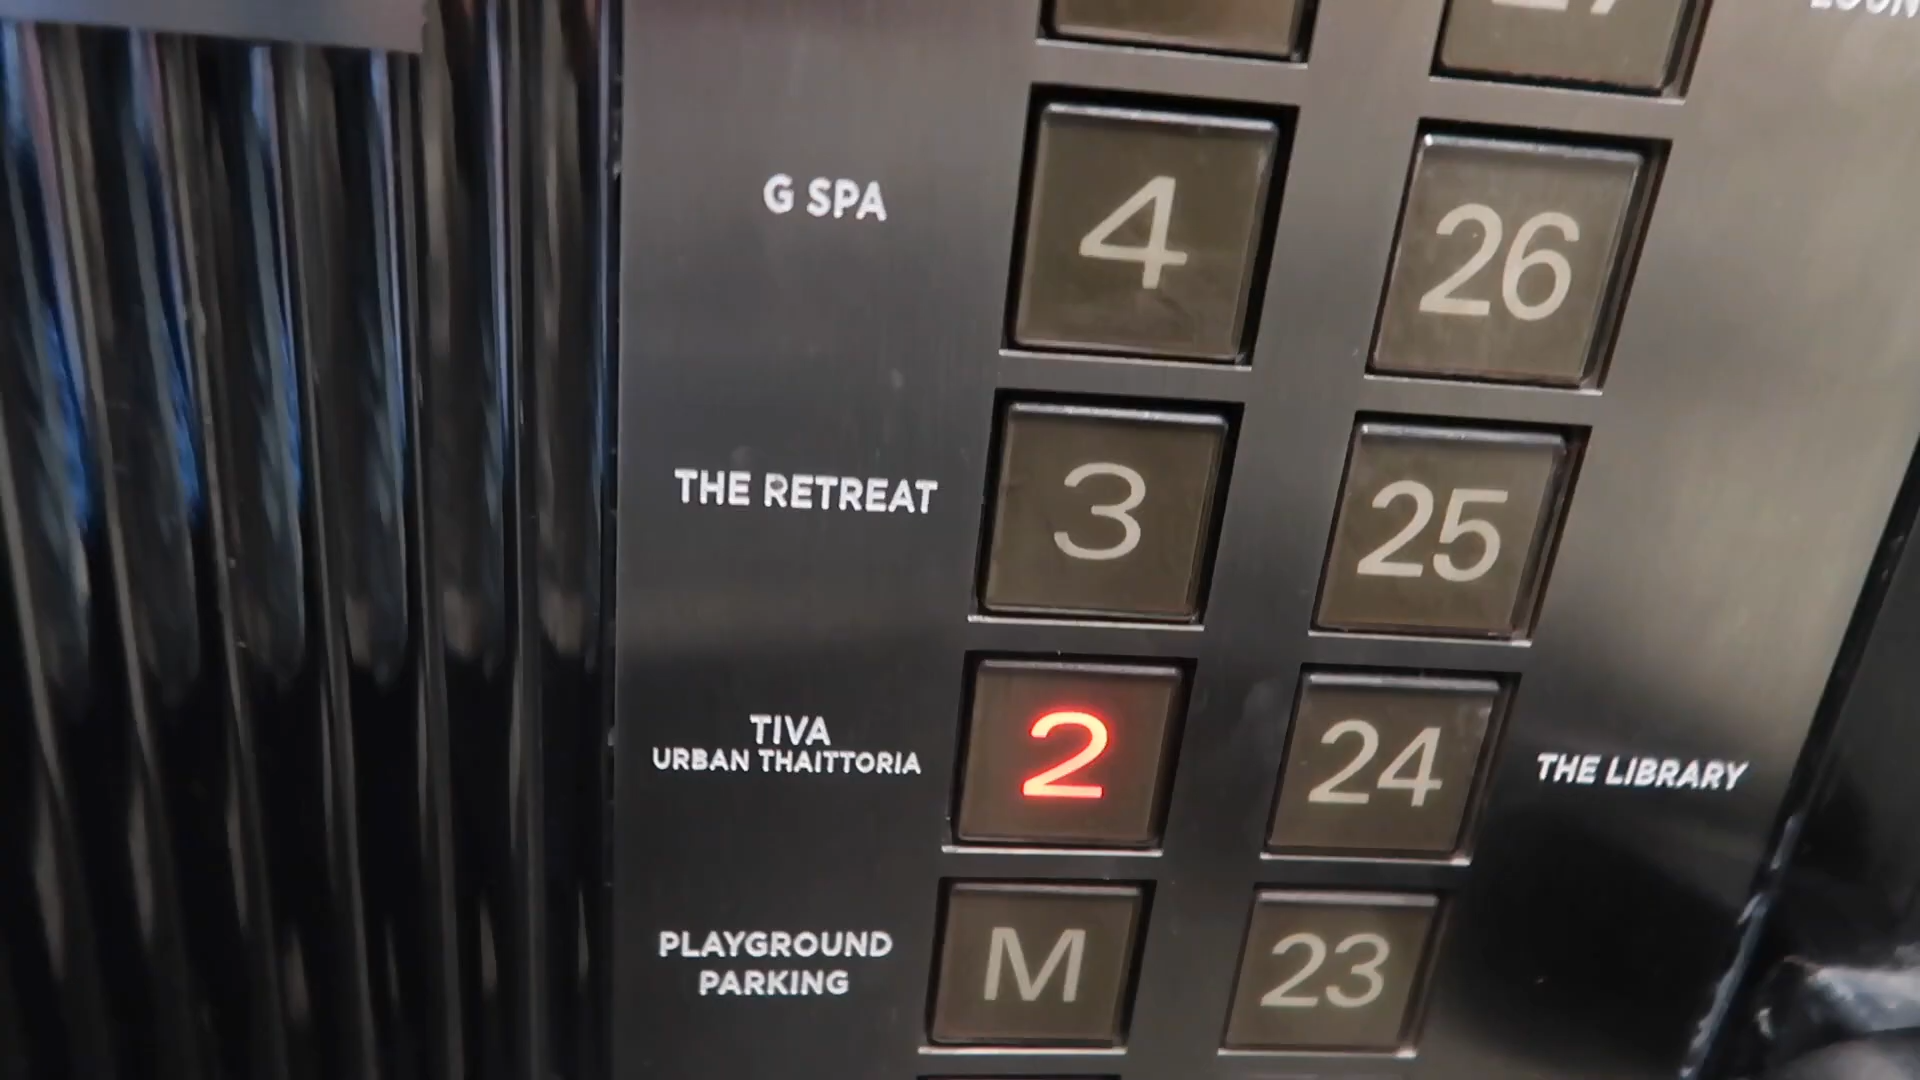 G SPA
4
26
THE RETREAT
3
25
TIVA
URBAN THAITTORIA
2
24
THE LIBRARY
PLAYGROUND
PARKING
M
23